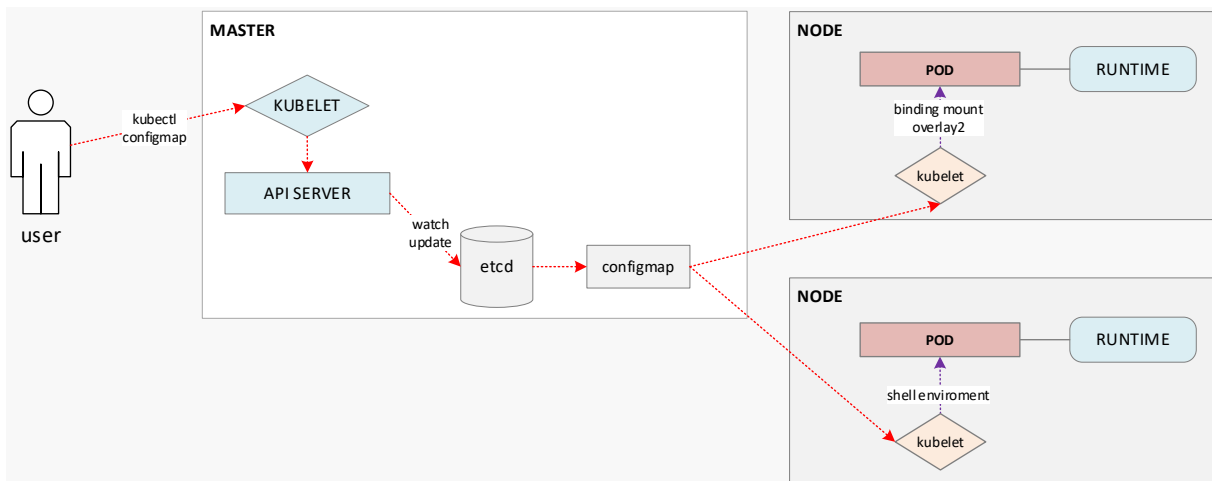 MASTER
KUBELET
kubectl
configmap
API SERVER
user
watch
update
etcd
configmap
NODE
POD
RUNTIME
binding mount
overlay2
kubelet
NODE
POD
RUNTIME
shell enviroment
kubelet